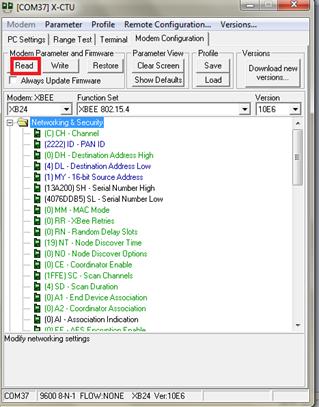 [COM37] X-CTU
Modem Parameter Profile Remote Configuration... Versions...
PC Settings Range Test Terminal Modem Configuration
Modem Parameter and Firmware Parameter View Profile Versions
Read Write Restore Clear Screen Save Download new versions...
Always Update Firmware Show Defaults Load
Modem: XBEE Function Set Version
XB24 XBEE 802.15.4 10E6
Networking & Security
(C) CH - Channel
(2222) ID - PAN ID
(0) DH - Destination Address High
(4) DL - Destination Address Low
(1) MY - 16-bit Source Address
(13A200) SH - Serial Number High
(4076DDB5) SL - Serial Number Low
(0) MM - MAC Mode
(0) RR - XBee Retries
(0) RN - Random Delay Slots
(19) NT - Node Discover Time
(0) NO - Node Discover Options
(0) CE - Coordinator Enable
(1FFE) SC - Scan Channels
(4) SD - Scan Duration
(0) A1 - End Device Association
(0) A2 - Coordinator Association
(0) AI - Association Indication
(0) EE - AES Encryption Enable
Modify networking settings
COM37 9600 8-N-1 FLOW:NONE XB24 Ver:10E6